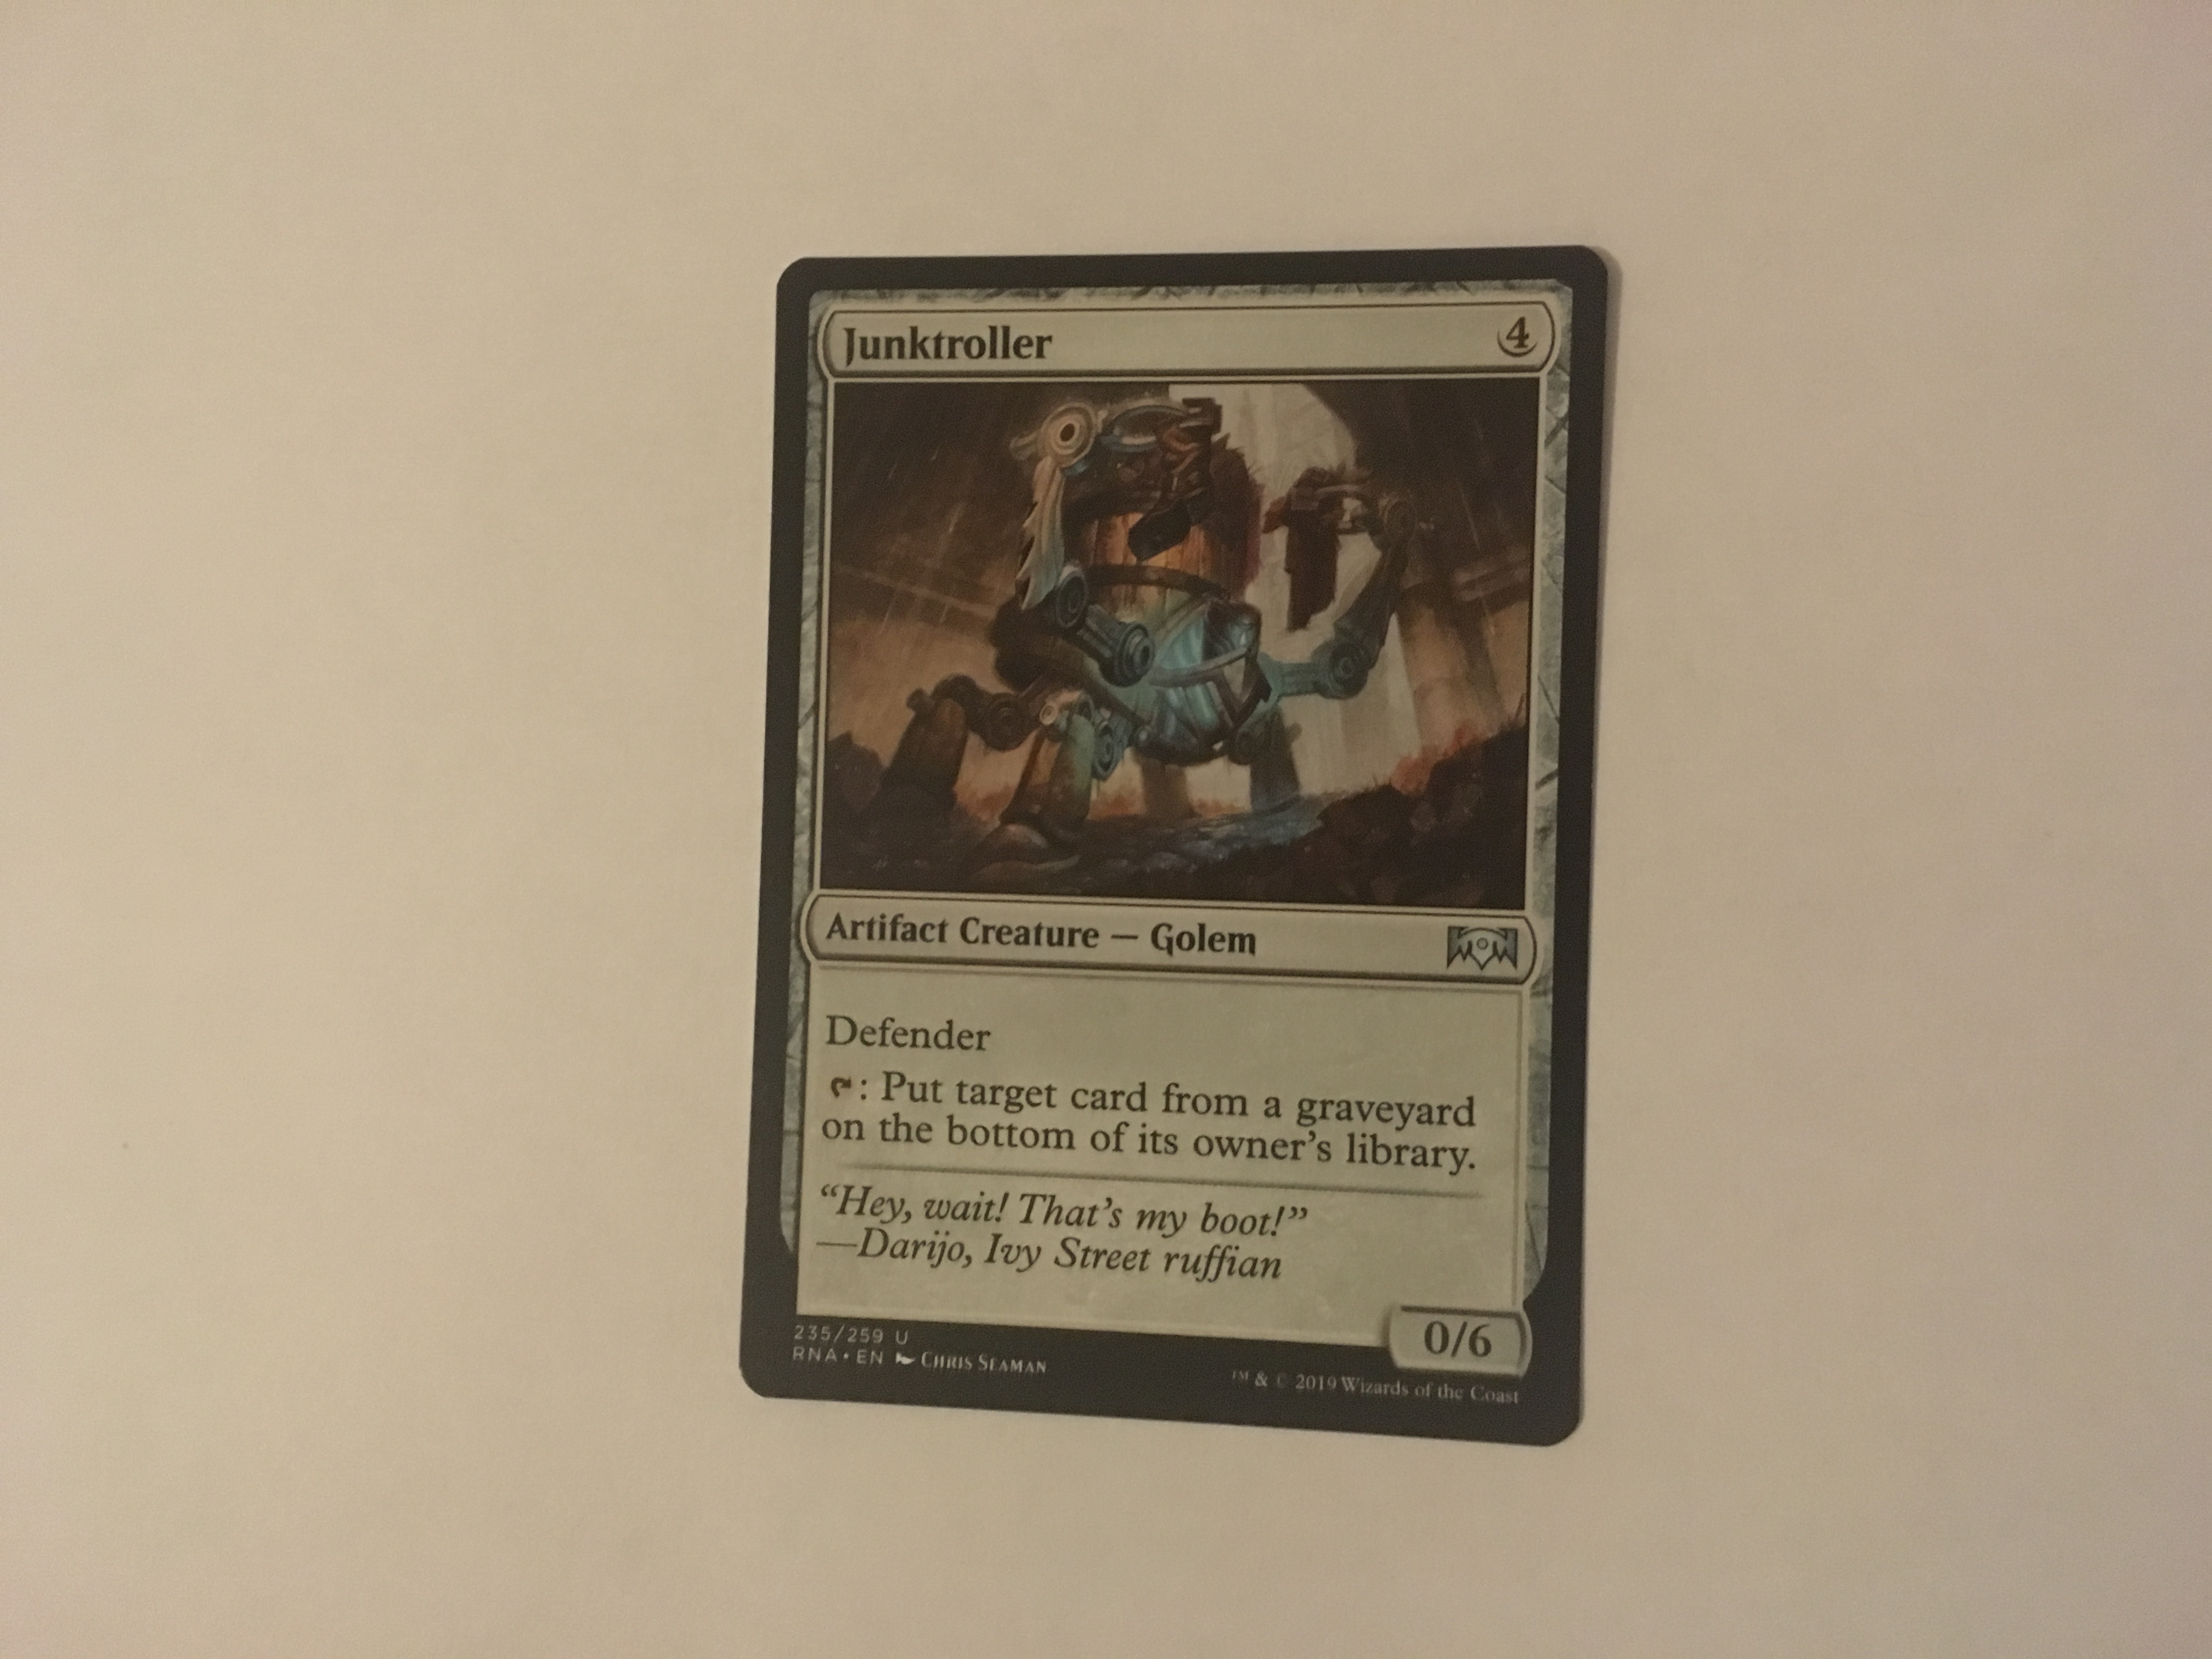 Junktroller 4
Artifact Creature — Golem
Defender
: Put target card from a graveyard
on the bottom of its owner's library.
"Hey, wait! That's my boot!"
—Darijo, Ivy Street ruffian
0/6
235/259 U
RNA • EN Chris Seaman
™ & © 2019 Wizards of the Coast